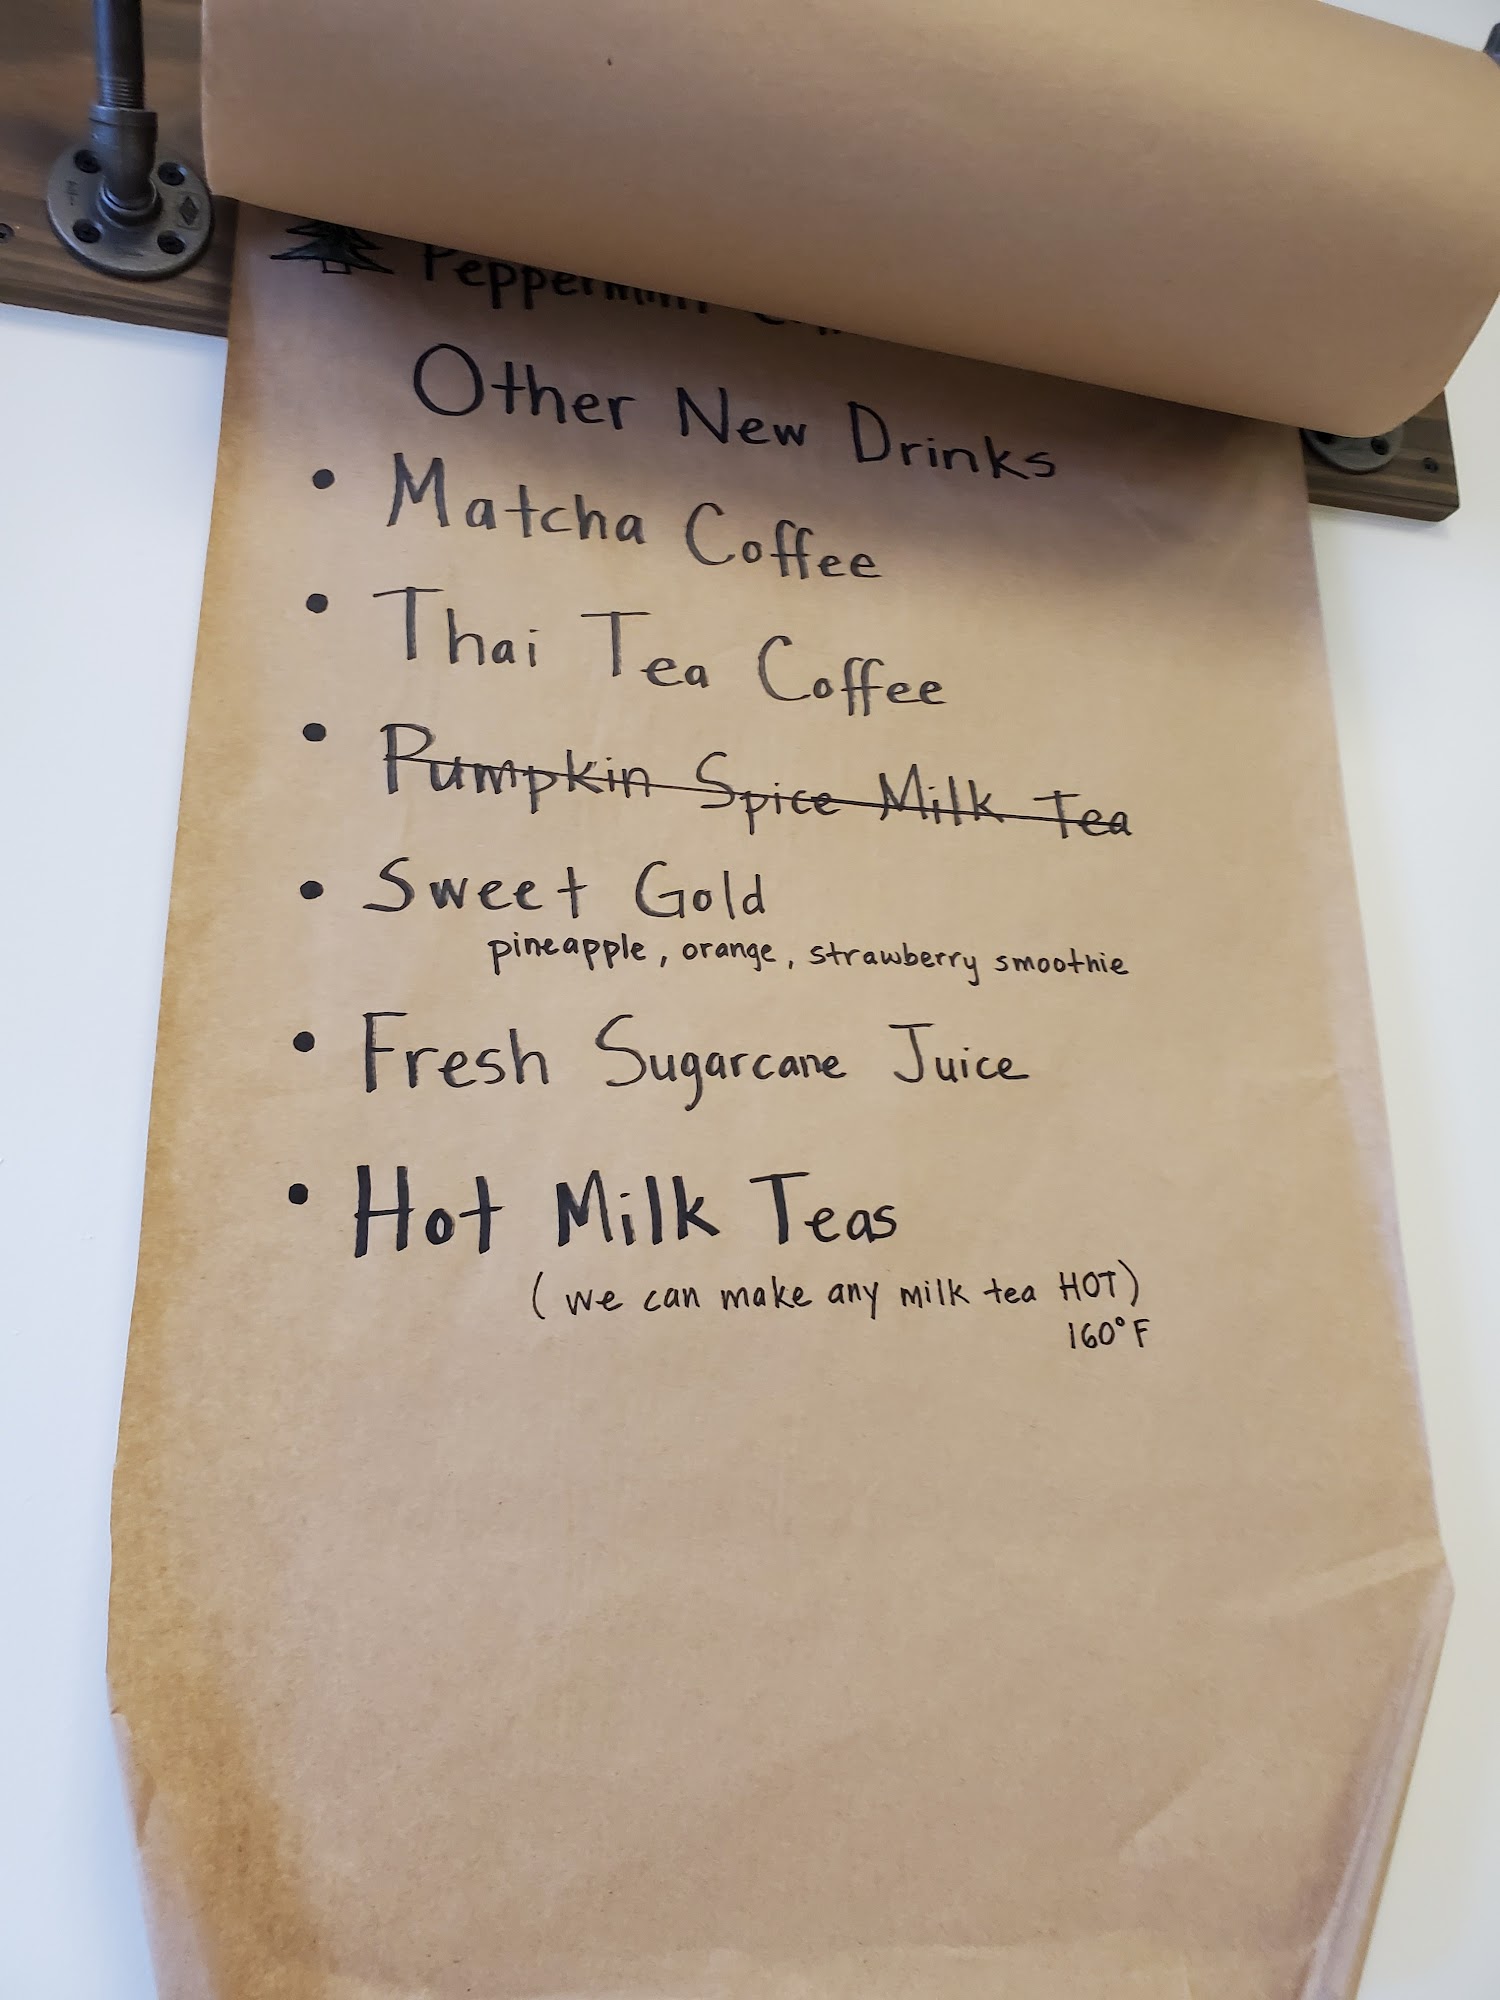 Peppermint
Other New Drinks
• Matcha Coffee
• Thai Tea Coffee
• Pumpkin Spice Milk Tea
• Sweet Gold
pineapple, orange, strawberry smoothie
• Fresh Sugarcane Juice
• Hot Milk Teas
(we can make any milk tea HOT)
160°F